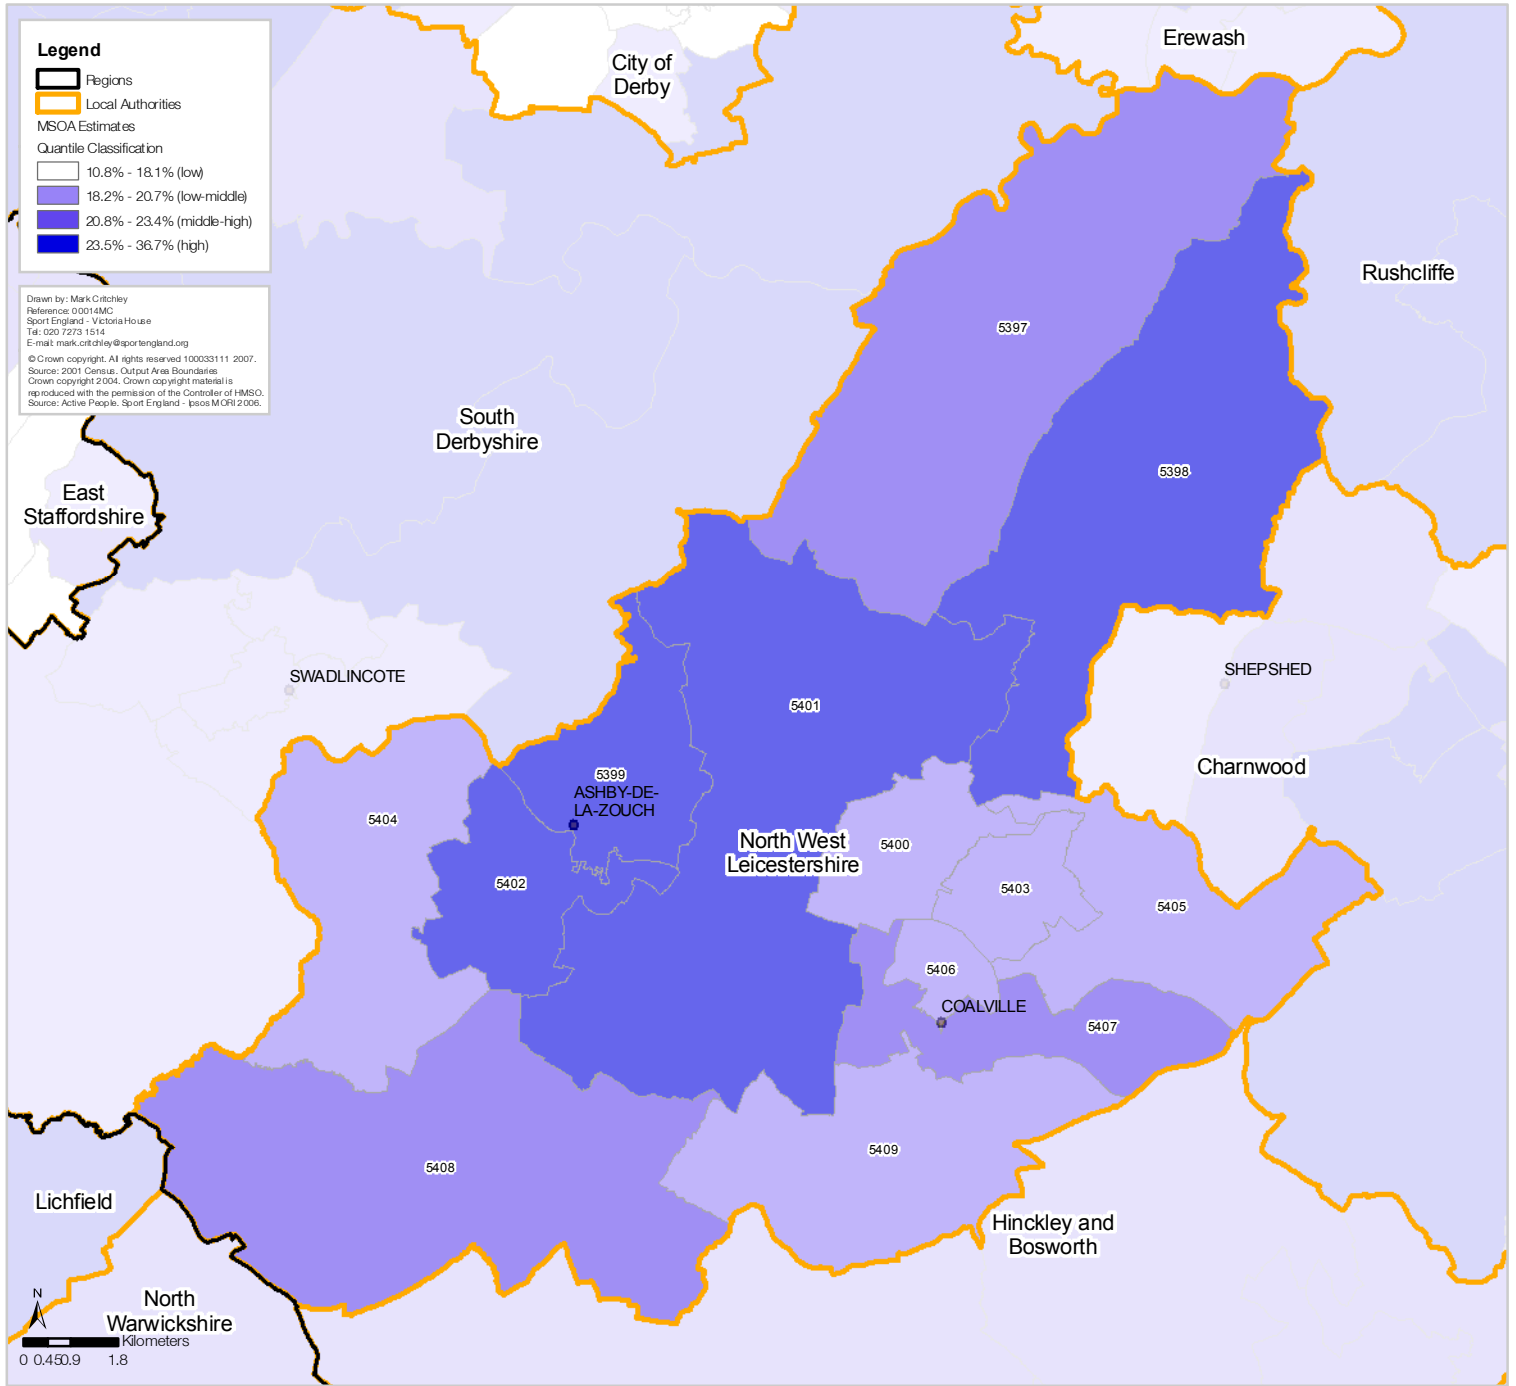 Legend
Regions
Local Authorities
MSOA Estimates
Quantile Classification
10.8% - 18.1% (low)
18.2% - 20.7% (low-middle)
20.8% - 23.4% (middle-high)
23.5% - 36.7% (high)
Drawn by: Mark Critchley
Reference: 00014MC
Sport England - Victoria House
Tel: 020 7273 1514
E-mail: mark.critchley@sportengland.org
© Crown copyright. All rights reserved 100033111 2007.
Source: 2001 Census. Output Area Boundaries
Crown copyright 2004. Crown copyright material is
reproduced with the permission of the Controller of HMSO.
Source: Active People. Sport England - Ipsos MORI 2006.
City of
Derby
Erewash
Rushcliffe
5397
South
Derbyshire
5398
East
Staffordshire
SWADLINCOTE
SHEPSHED
5401
Charnwood
5399
ASHBY-DE-
LA-ZOUCH
5404
North West
Leicestershire
5400
5402
5403
5405
5406
COALVILLE
5407
5409
5408
Lichfield
Hinckley and
Bosworth
North
Warwickshire
N
Kilometers
0 0.450.9 1.8